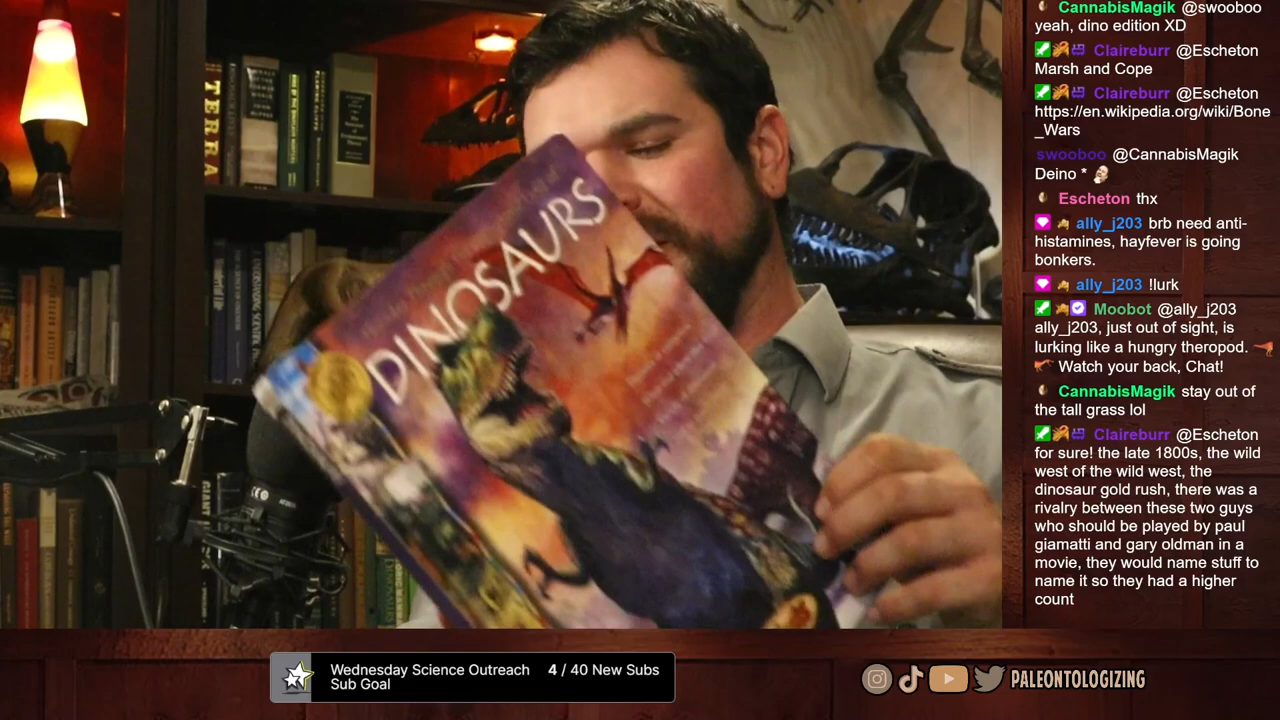 TERRA
DINOSAURS
CannabisMagik @swooboo
yeah, dino edition XD
Claireburr @Escheton
Marsh and Cope
Claireburr @Escheton
https://en.wikipedia.org/wiki/Bone
_Wars
swooboo @CannabisMagik
Deino *
Escheton thx
ally_j203 brb need anti-
histamines, hayfever is going
bonkers.
ally_j203 !lurk
Moobot @ally_j203
ally_j203, just out of sight, is
lurking like a hungry theropod.
Watch your back, Chat!
CannabisMagik stay out of
the tall grass lol
Claireburr @Escheton
for sure! the late 1800s, the wild
west of the wild west, the
dinosaur gold rush, there was a
rivalry between these two guys
who should be played by paul
giamatti and gary oldman in a
movie, they would name stuff to
name it so they had a higher
count
Wednesday Science Outreach 4 / 40 New Subs
Sub Goal
PALEONTOLOGIZING